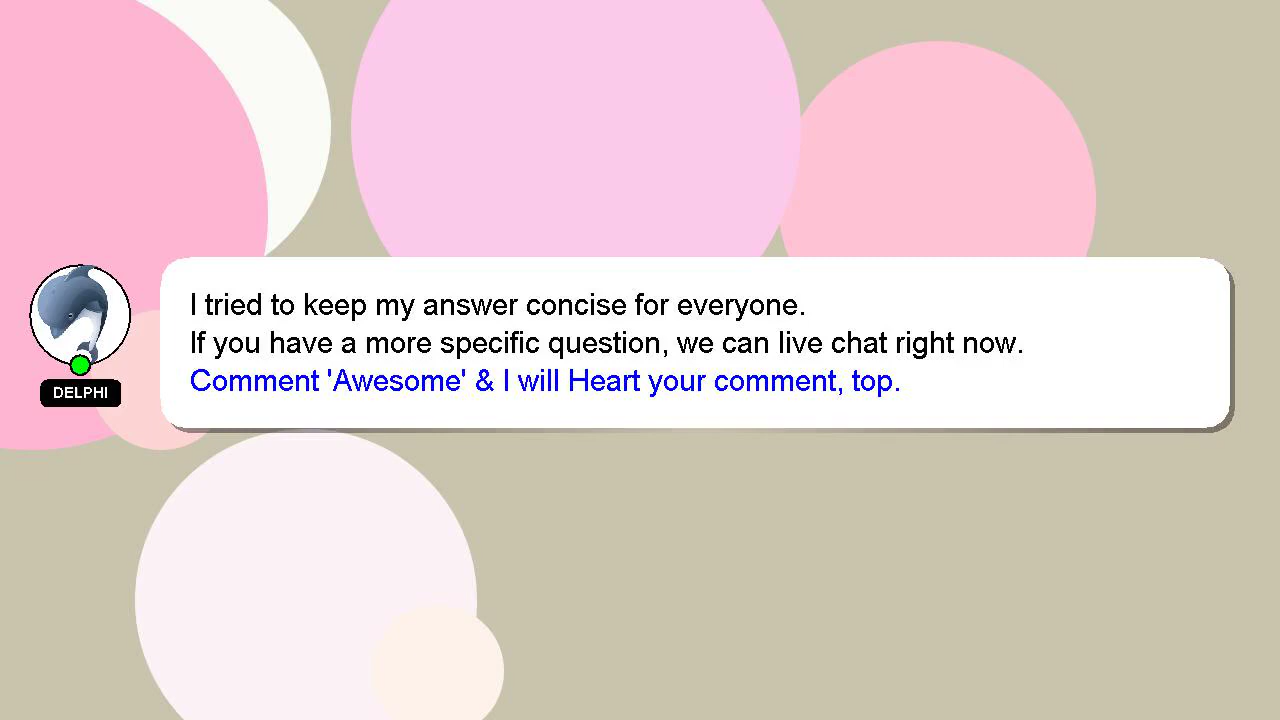 I tried to keep my answer concise for everyone.
If you have a more specific question, we can live chat right now.
Comment 'Awesome' & I will Heart your comment, top.
DELPHI